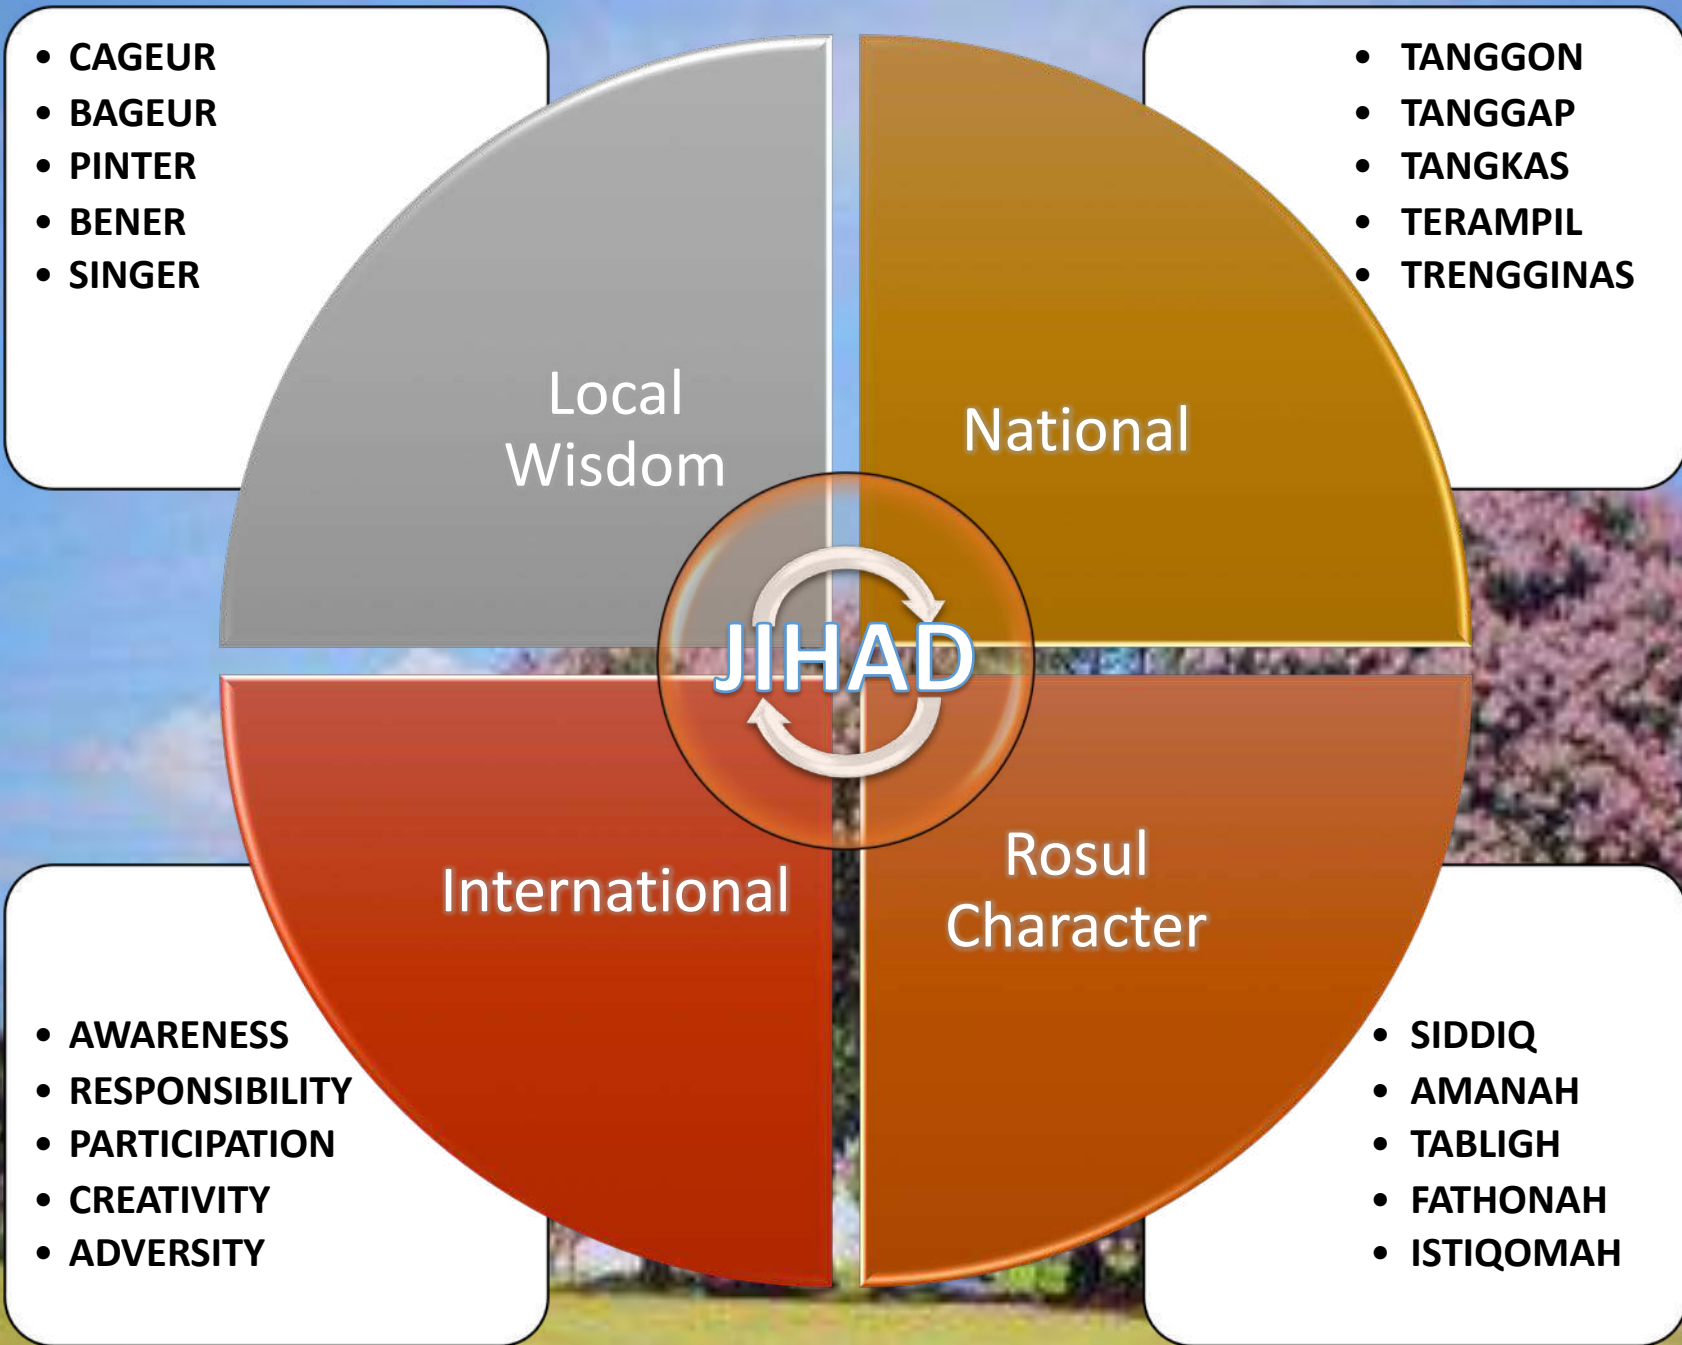 CAGEUR
BAGEUR
PINTER
BENER
SINGER
TANGGON
TANGGAP
TANGKAS
TERAMPIL
TRENGGINAS
Local
Wisdom
National
JIHAD
International
Rosul
Character
AWARENESS
RESPONSIBILITY
PARTICIPATION
CREATIVITY
ADVERSITY
SIDDIQ
AMANAH
TABLIGH
FATHONAH
ISTIQOMAH